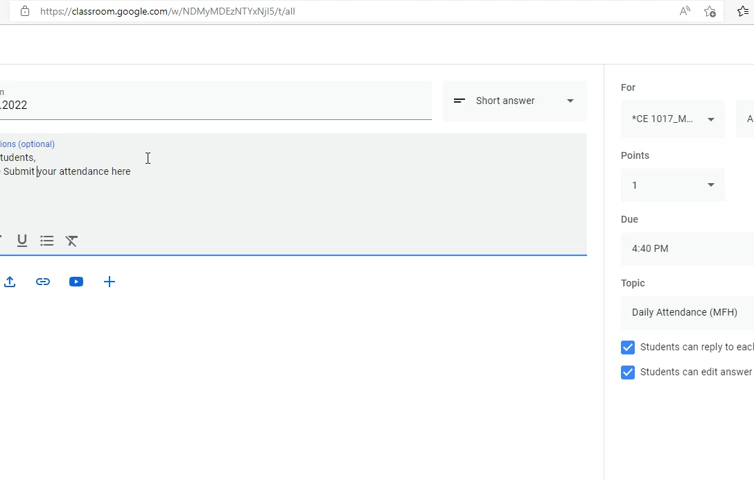 https://classroom.google.com/w/NDMyMDEzNTYxNjI5/t/all
For
.2022
Short answer
*CE 1017_M...
A
ions (optional)
tudents,
Submit your attendance here
Points
1
Due
4:40 PM
Topic
Daily Attendance (MFH)
Students can reply to each
Students can edit answer